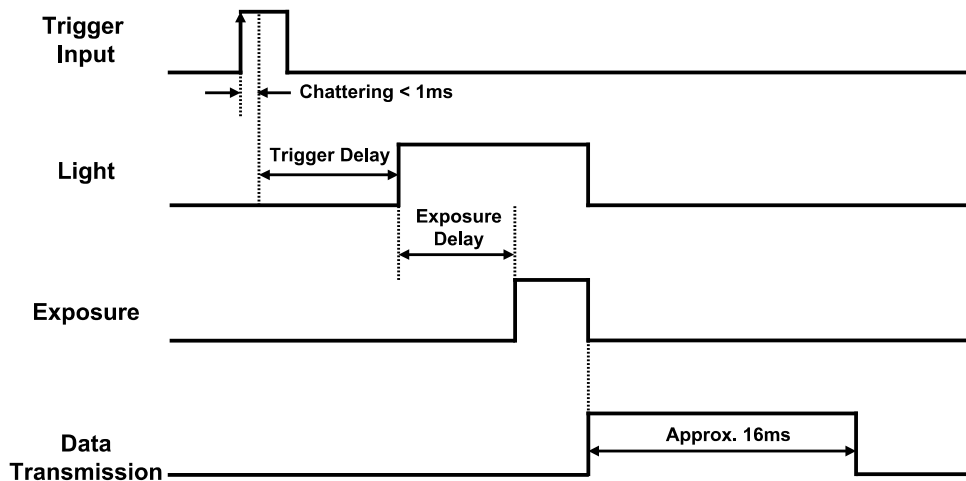 Trigger
Input
Chattering < 1ms
Trigger Delay
Light
Exposure
Delay
Exposure
Approx. 16ms
Data
Transmission